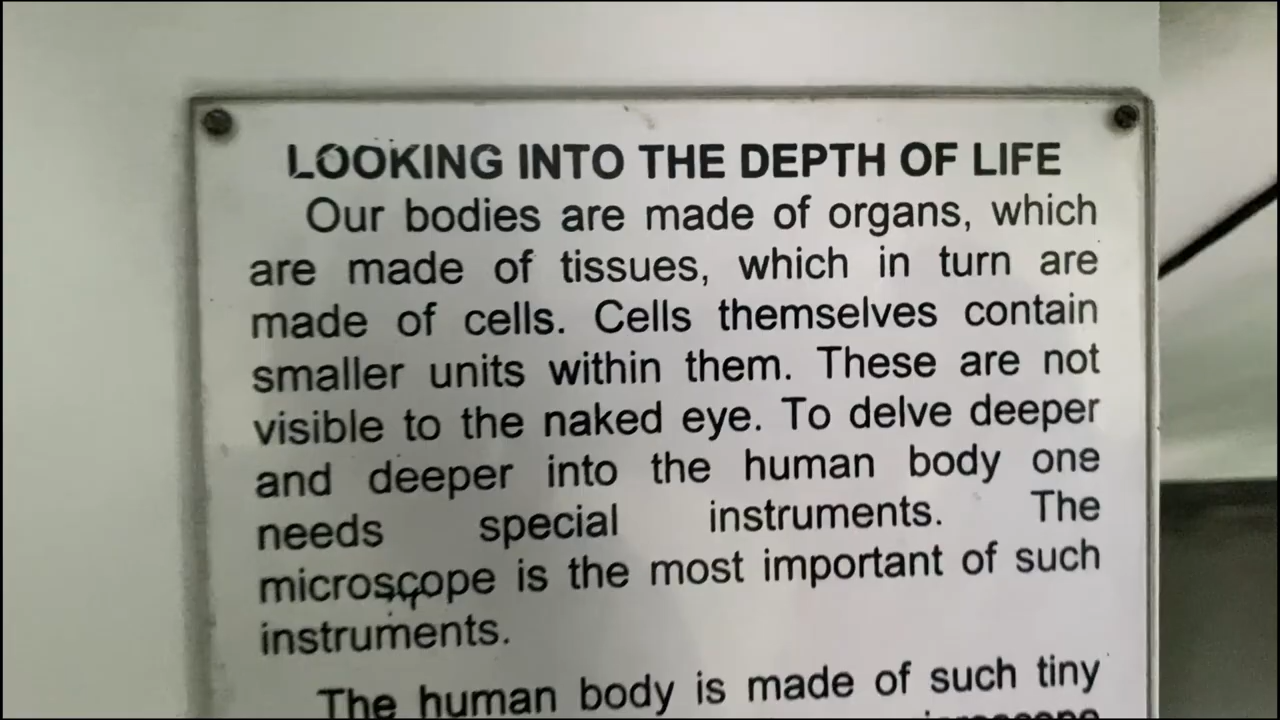 LOOKING INTO THE DEPTH OF LIFE
Our bodies are made of organs, which
are made of tissues, which in turn are
made of cells. Cells themselves contain
smaller units within them. These are not
visible to the naked eye. To delve deeper
and deeper into the human body one
needs special instruments. The
microscope is the most important of such
instruments.
The human body is made of such tiny